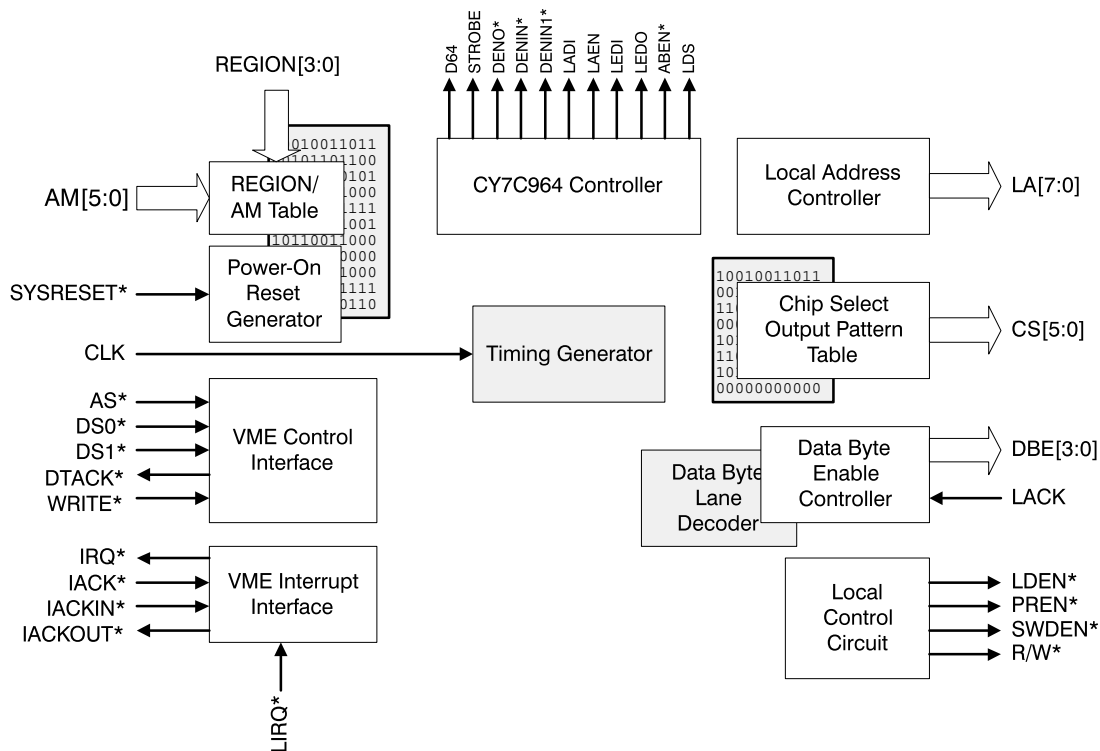 REGION[3:0]
D64
STROBE
DENO*
DENIN*
DENIN1*
LADI
LAEN
LEDI
LEDO
ABEN*
LDS
AM[5:0]
REGION/
AM Table
10110011000
CY7C964 Controller
Local Address
Controller
LA[7:0]
SYSRESET*
Power-On
Reset
Generator
10010011011
Chip Select
Output Pattern
Table
00000000000
CS[5:0]
CLK
Timing Generator
AS*
DS0*
DS1*
DTACK*
WRITE*
VME Control
Interface
Data Byte
Lane
Decoder
Data Byte
Enable
Controller
DBE[3:0]
LACK
IRQ*
IACK*
IACKIN*
IACKOUT*
VME Interrupt
Interface
LIRQ*
Local
Control
Circuit
LDEN*
PREN*
SWDEN*
R/W*